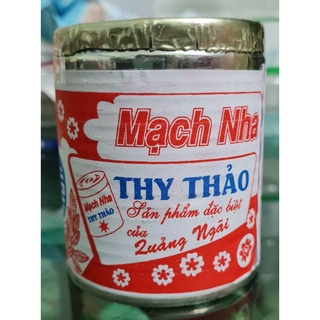 Mạch Nha
THY THẢO
Sản phẩm đặc biệt
của
Quảng Ngãi
Mạch Nha
THY THẢO